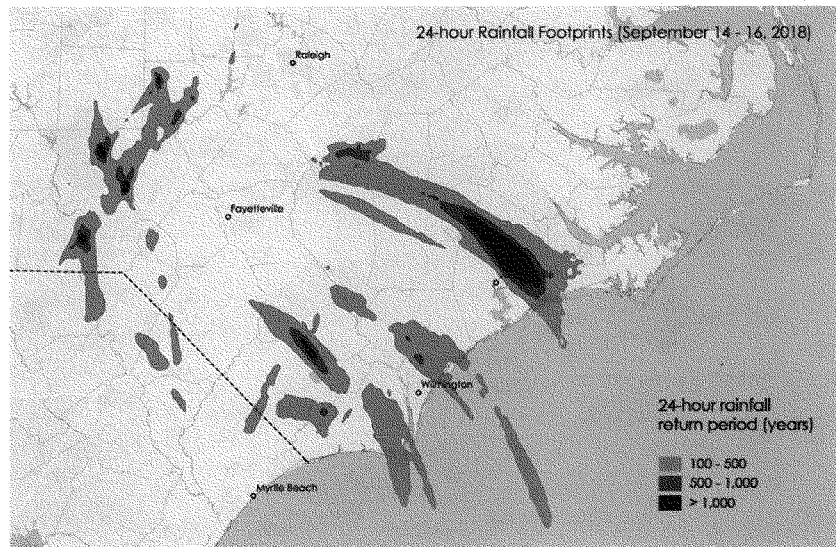 24-hour Rainfall Footprints (September 14 - 16, 2018)
Raleigh
Fayetteville
Wilmington
Myrtle Beach
24-hour rainfall
return period (years)
100 - 500
500 - 1,000
> 1,000